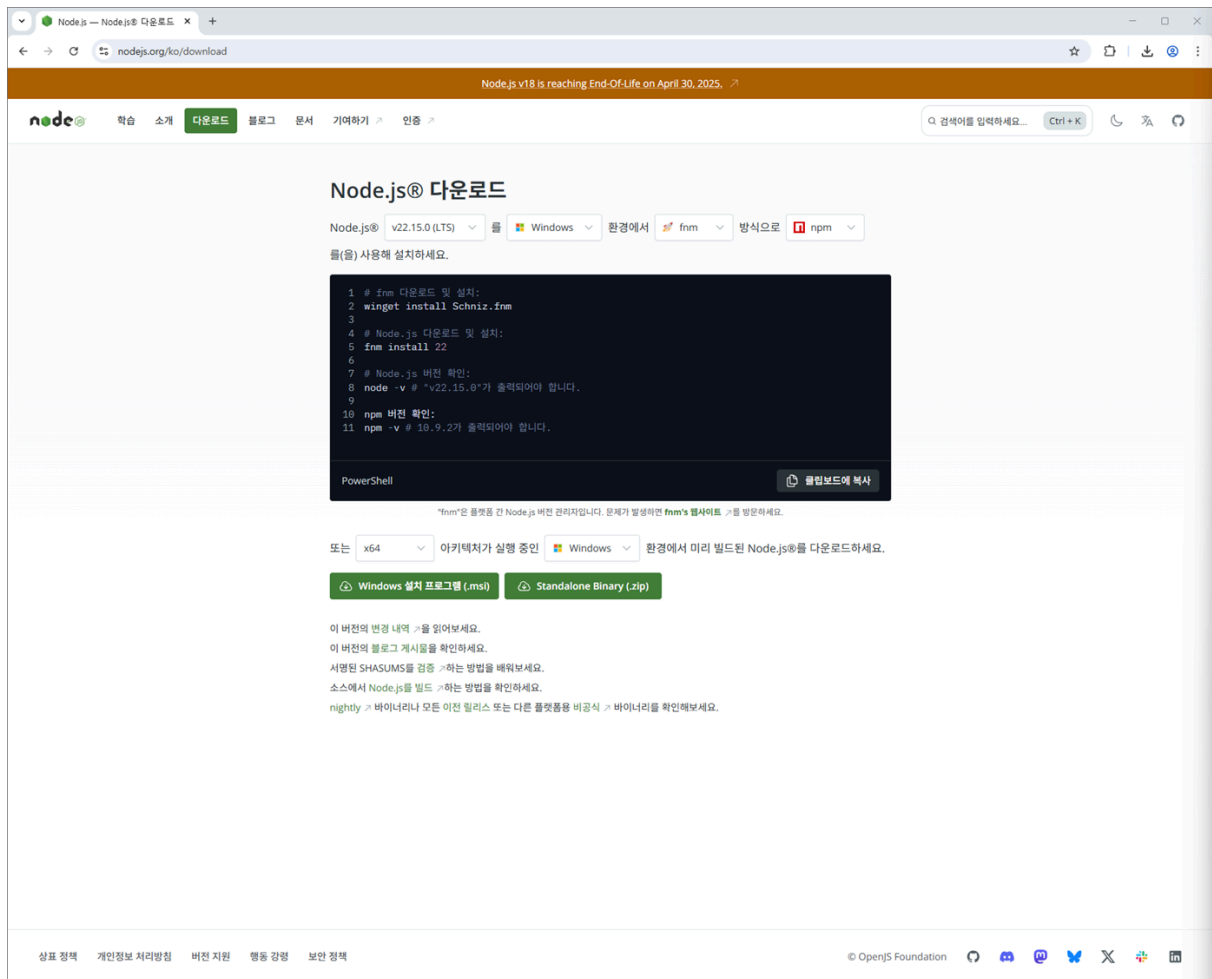 Node.js — Node.js® 다운로드
nodejs.org/ko/download
Node.js v18 is reaching End-Of-Life on April 30, 2025.
node js 학습 소개 다운로드 블로그 문서 기여하기 인증 검색어를 입력하세요... Ctrl + K
Node.js® 다운로드
Node.js® v22.15.0 (LTS) 를 Windows 환경에서 fnm 방식으로 npm
를(을) 사용해 설치하세요.
1 # fnm 다운로드 및 설치:
2 winget install Schniz.fnm
3
4 # Node.js 다운로드 및 설치:
5 fnm install 22
6
7 # Node.js 버전 확인:
8 node -v # "v22.15.0"가 출력되어야 합니다.
9
10 npm 버전 확인:
11 npm -v # 10.9.2가 출력되어야 합니다.
PowerShell 클립보드에 복사
"fnm"은 플랫폼 간 Node.js 버전 관리자입니다. 문제가 발생하면 fnm's 웹사이트 를 방문하세요.
또는 x64 아키텍처가 실행 중인 Windows 환경에서 미리 빌드된 Node.js®를 다운로드하세요.
Windows 설치 프로그램 (.msi) Standalone Binary (.zip)
이 버전의 변경 내역 을 읽어보세요.
이 버전의 블로그 게시물을 확인하세요.
서명된 SHASUMS를 검증 하는 방법을 배워보세요.
소스에서 Node.js를 빌드 하는 방법을 확인하세요.
nightly 바이너리나 모든 이전 릴리스 또는 다른 플랫폼용 비공식 바이너리를 확인해보세요.
상표 정책 개인정보 처리방침 버전 지원 행동 강령 보안 정책 © OpenJS Foundation